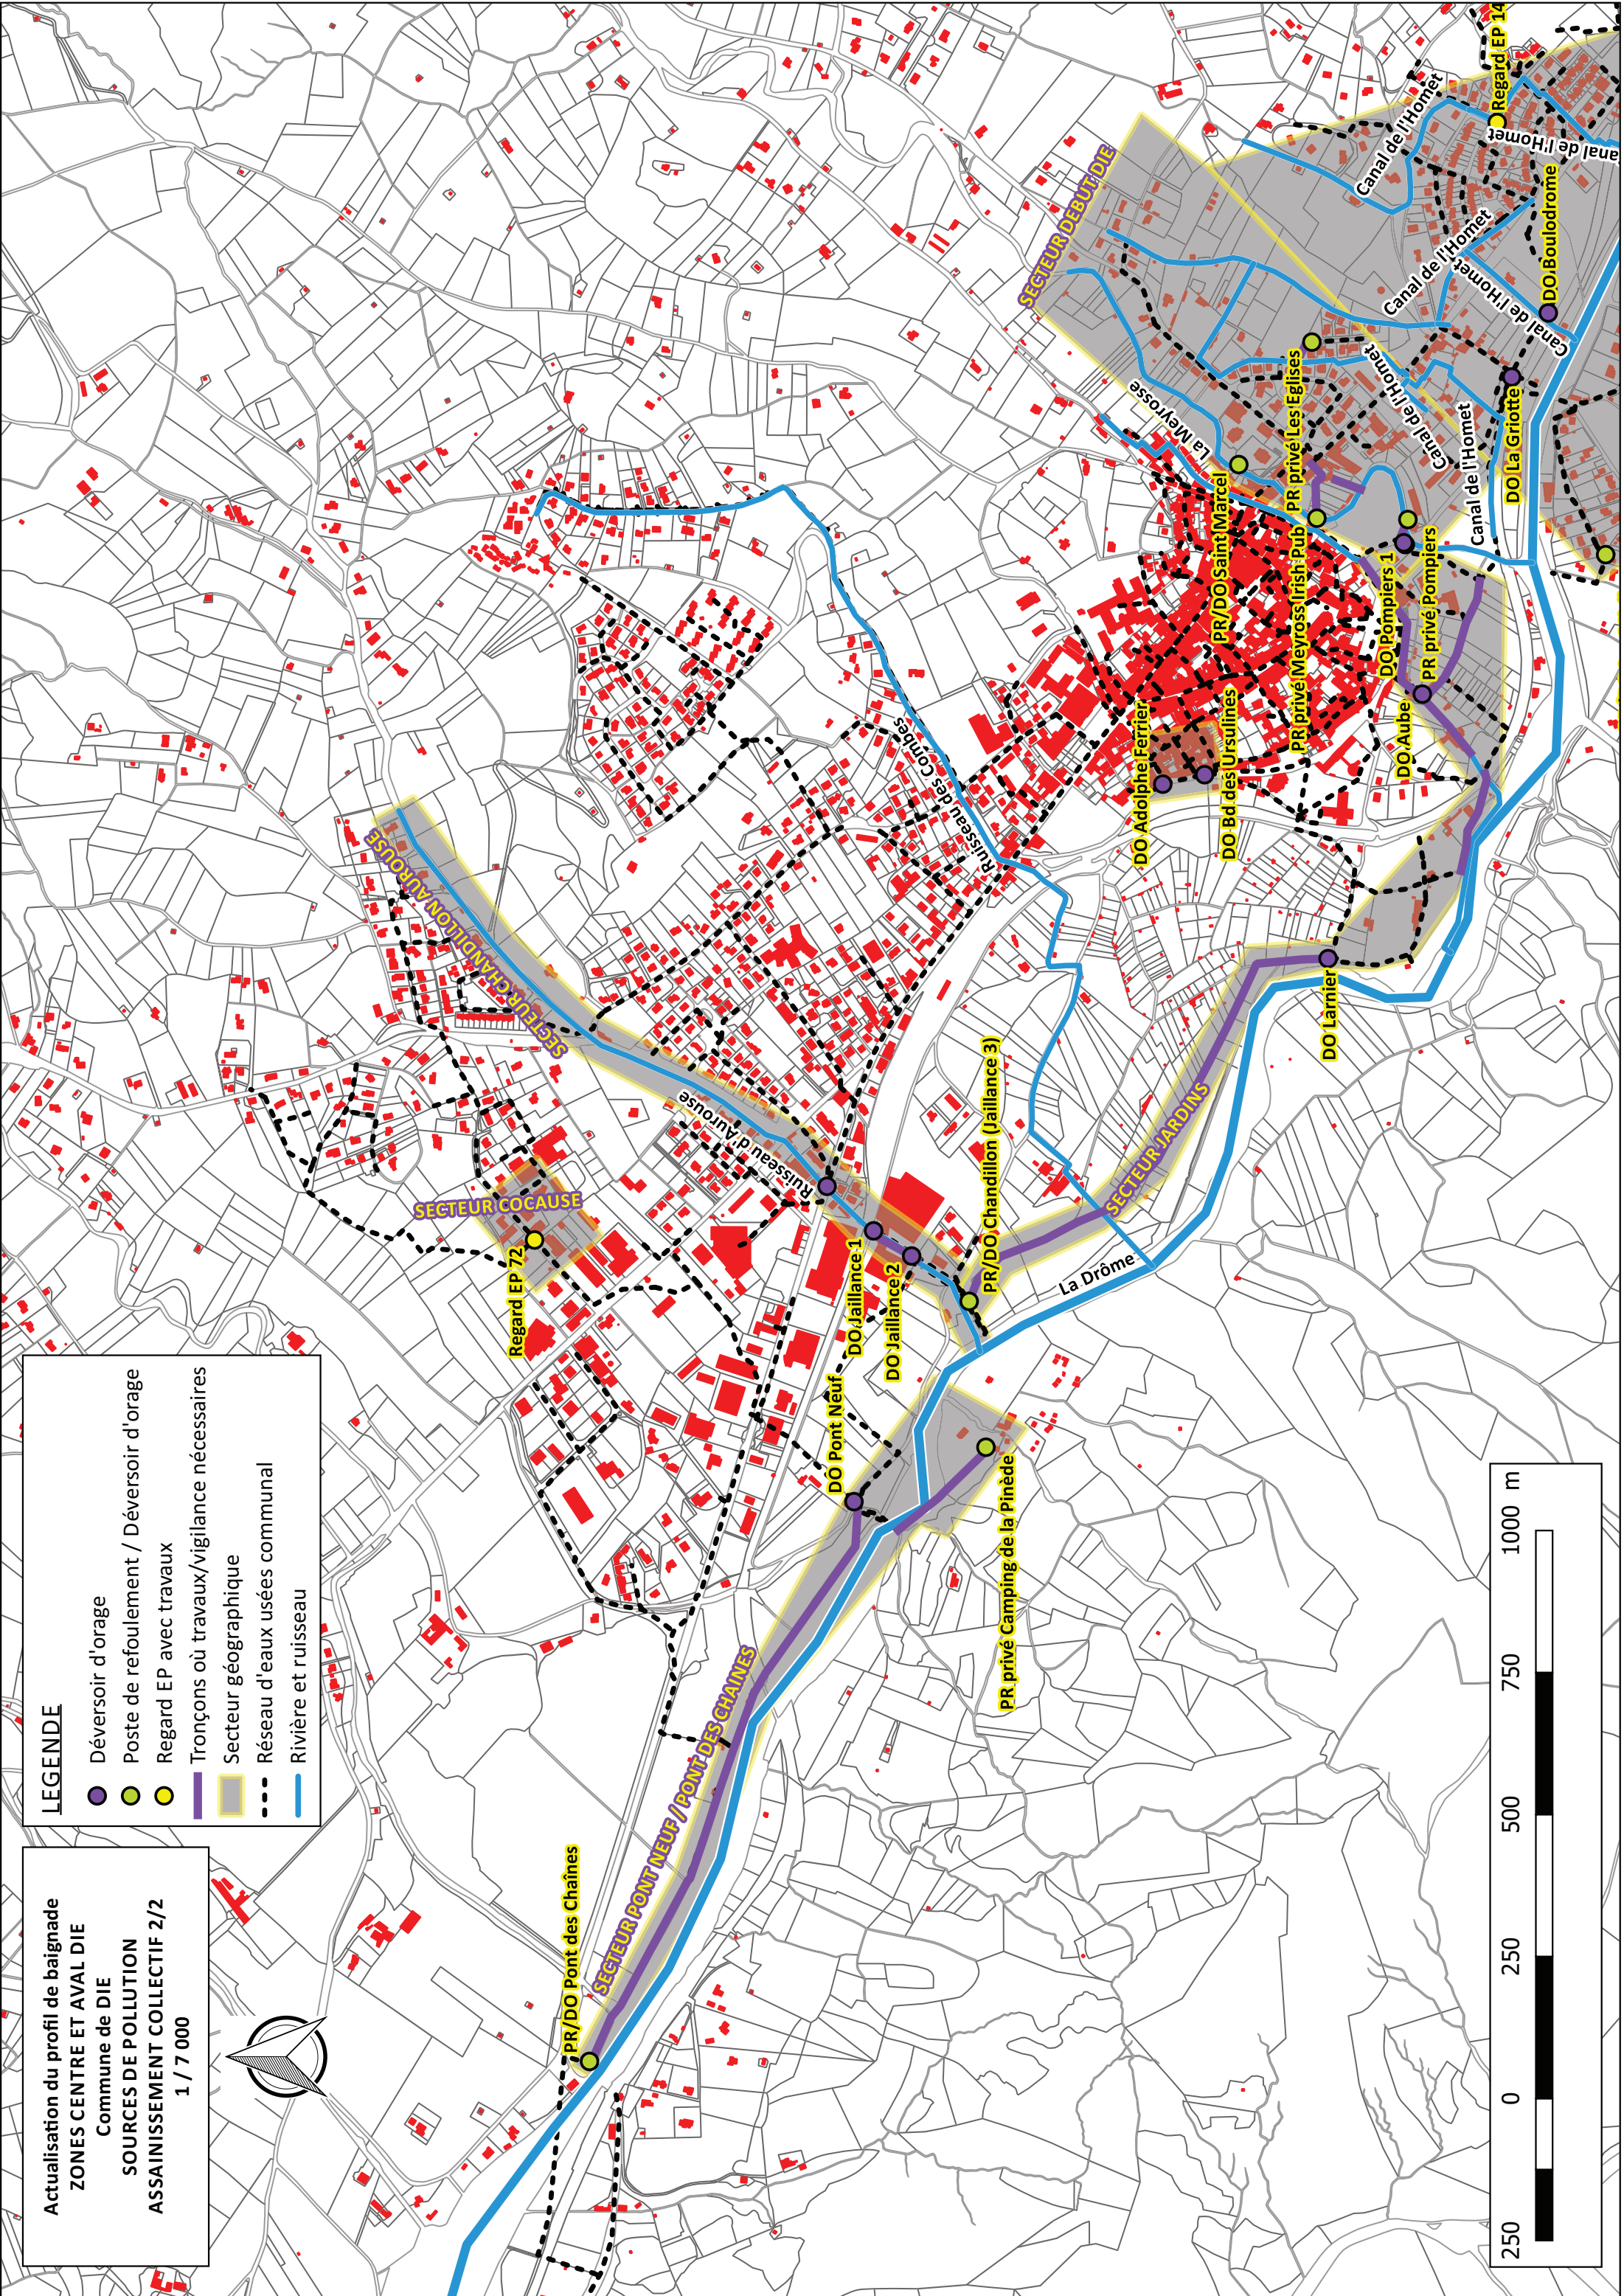 Actualisation du profil de baignade
ZONES CENTRE ET AVAL DIE
Commune de DIE
SOURCES DE POLLUTION
ASSAINISSEMENT COLLECTIF 2/2
1 / 7 000
LEGENDE
Déversoir d'orage
Poste de refoulement / Déversoir d'orage
Regard EP avec travaux
Tronçons où travaux/vigilance nécessaires
Secteur géographique
Réseau d'eaux usées communal
Rivière et ruisseau
PR/DO Pont des Chaînes
SECTEUR PONT NEUF / PONT DES CHAINES
Regard EP 72
SECTEUR COCAUSE
SECTEUR CHANDILLON AUROUSE
Ruisseau d'Aurouse
DO Pont Neuf
DO Jaillance 1
DO Jaillance 2
PR/DO Chandillon (Jaillance 3)
PR privé Camping de la Pinède
La Drôme
SECTEUR JARDINS
Ruisseau des Combes
DO Larnier
DO Adolphe Ferrier
DO Bd des Ursulines
PR/DO Saint Marcel
PR privé Meyross Irish Pub
PR privé Les Eglises
DO Pompiers 1
PR privé Pompiers
DO Aube
La Meyrosse
SECTEUR DEBUT DIE
Canal de l'Homet
Canal de l'Homet
Canal de l'Homet
Canal de l'Homet
Canal de l'Homet
anal de l'Homet
DO La Griotte
DO Boulodrome
Regard EP 14
250 0 250 500 750 1000 m